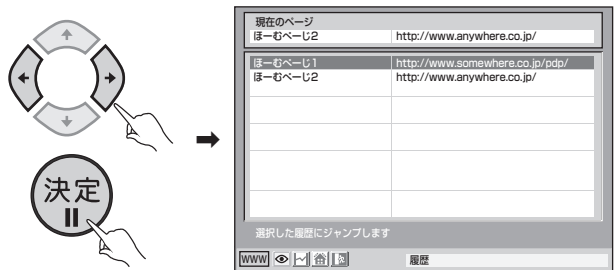 決定
現在のページ
ほーむぺーじ2 http://www.anywhere.co.jp/
ほーむぺーじ1 http://www.somewhere.co.jp/pdp/
ほーむぺーじ2 http://www.anywhere.co.jp/
選択した履歴にジャンプします
WWW 履歴